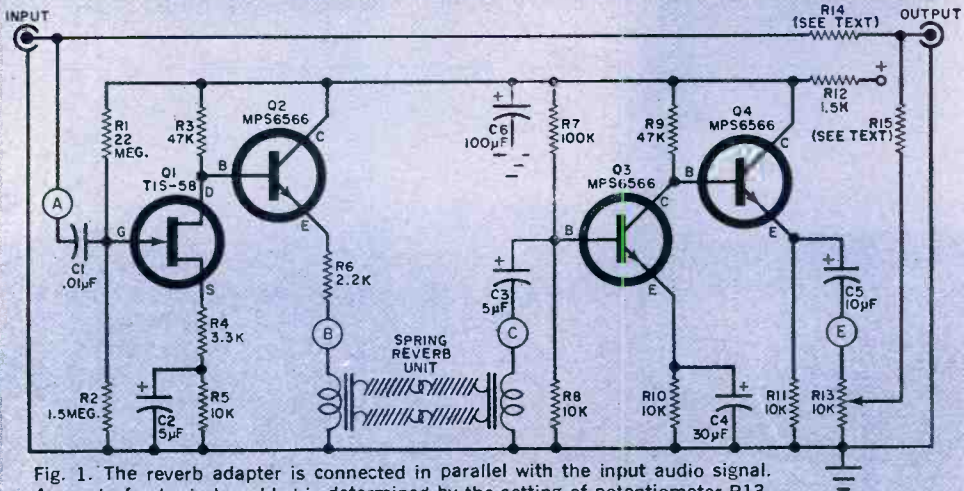 INPUT
R14
(SEE TEXT)
OUTPUT
R1
22
MEG.
R3
47K
Q2
MPS6566
C
B
E
Q1
TIS-58
D
G
S
A
C1
.01µF
R4
3.3K
R2
1.5MEG.
C2
5µF
R5
10K
R6
2.2K
B
SPRING
REVERB
UNIT
+
C6
100µF
R7
100K
C3
5µF
+
C
R8
10K
R9
47K
Q3
MPS6566
B
C
E
Q4
MPS6566
B
C
E
+
R12
1.5K
(SEE TEXT)
R15
R10
10K
+
C4
30µF
R11
10K
+
C5
10µF
E
R13
10K
+
Fig. 1. The reverb adapter is connected in parallel with the input audio signal.